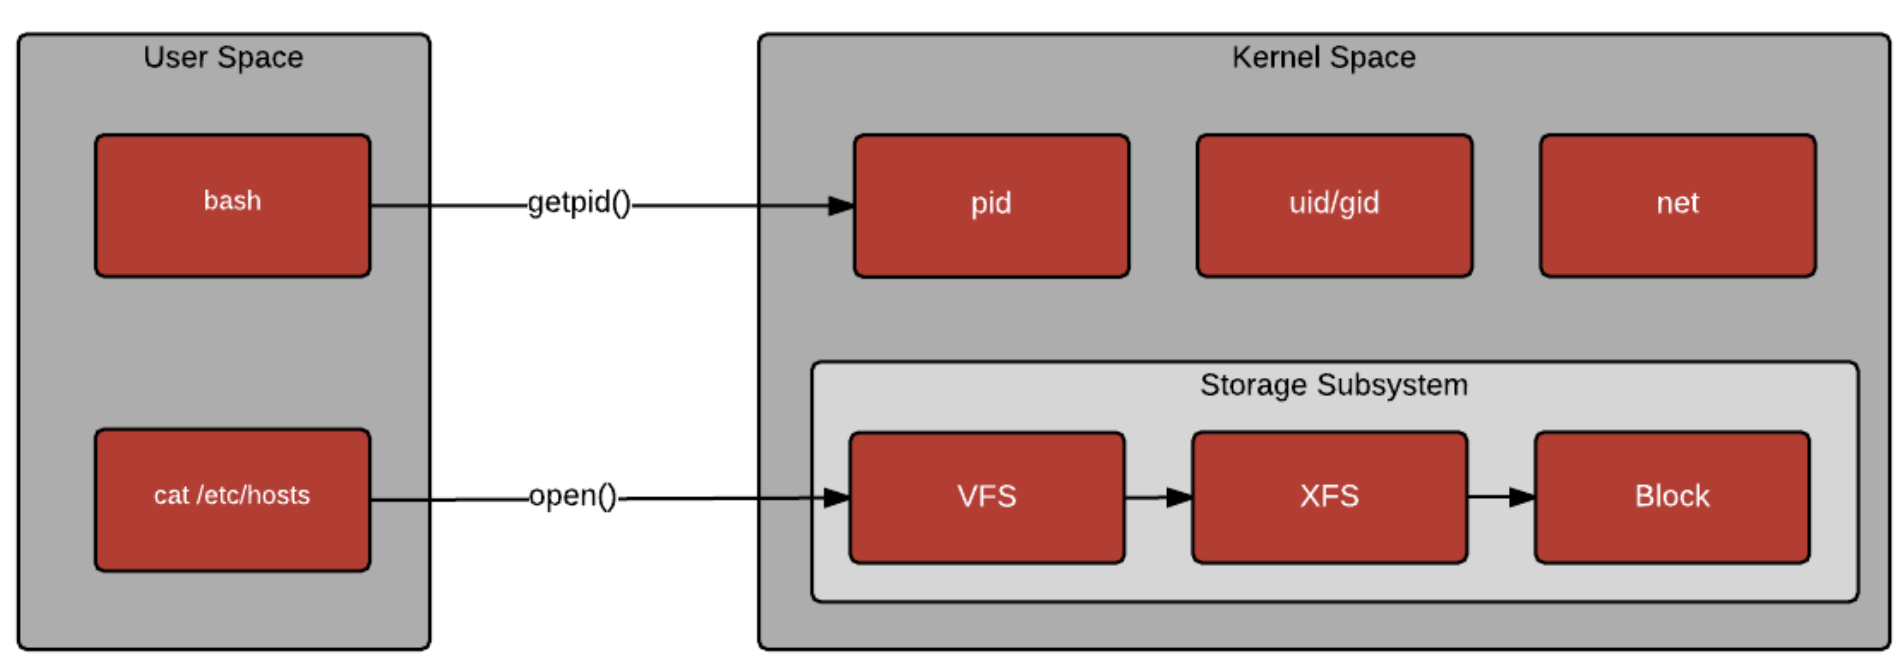 User Space
Kernel Space
bash
getpid()
pid
uid/gid
net
Storage Subsystem
cat /etc/hosts
open()
VFS
XFS
Block